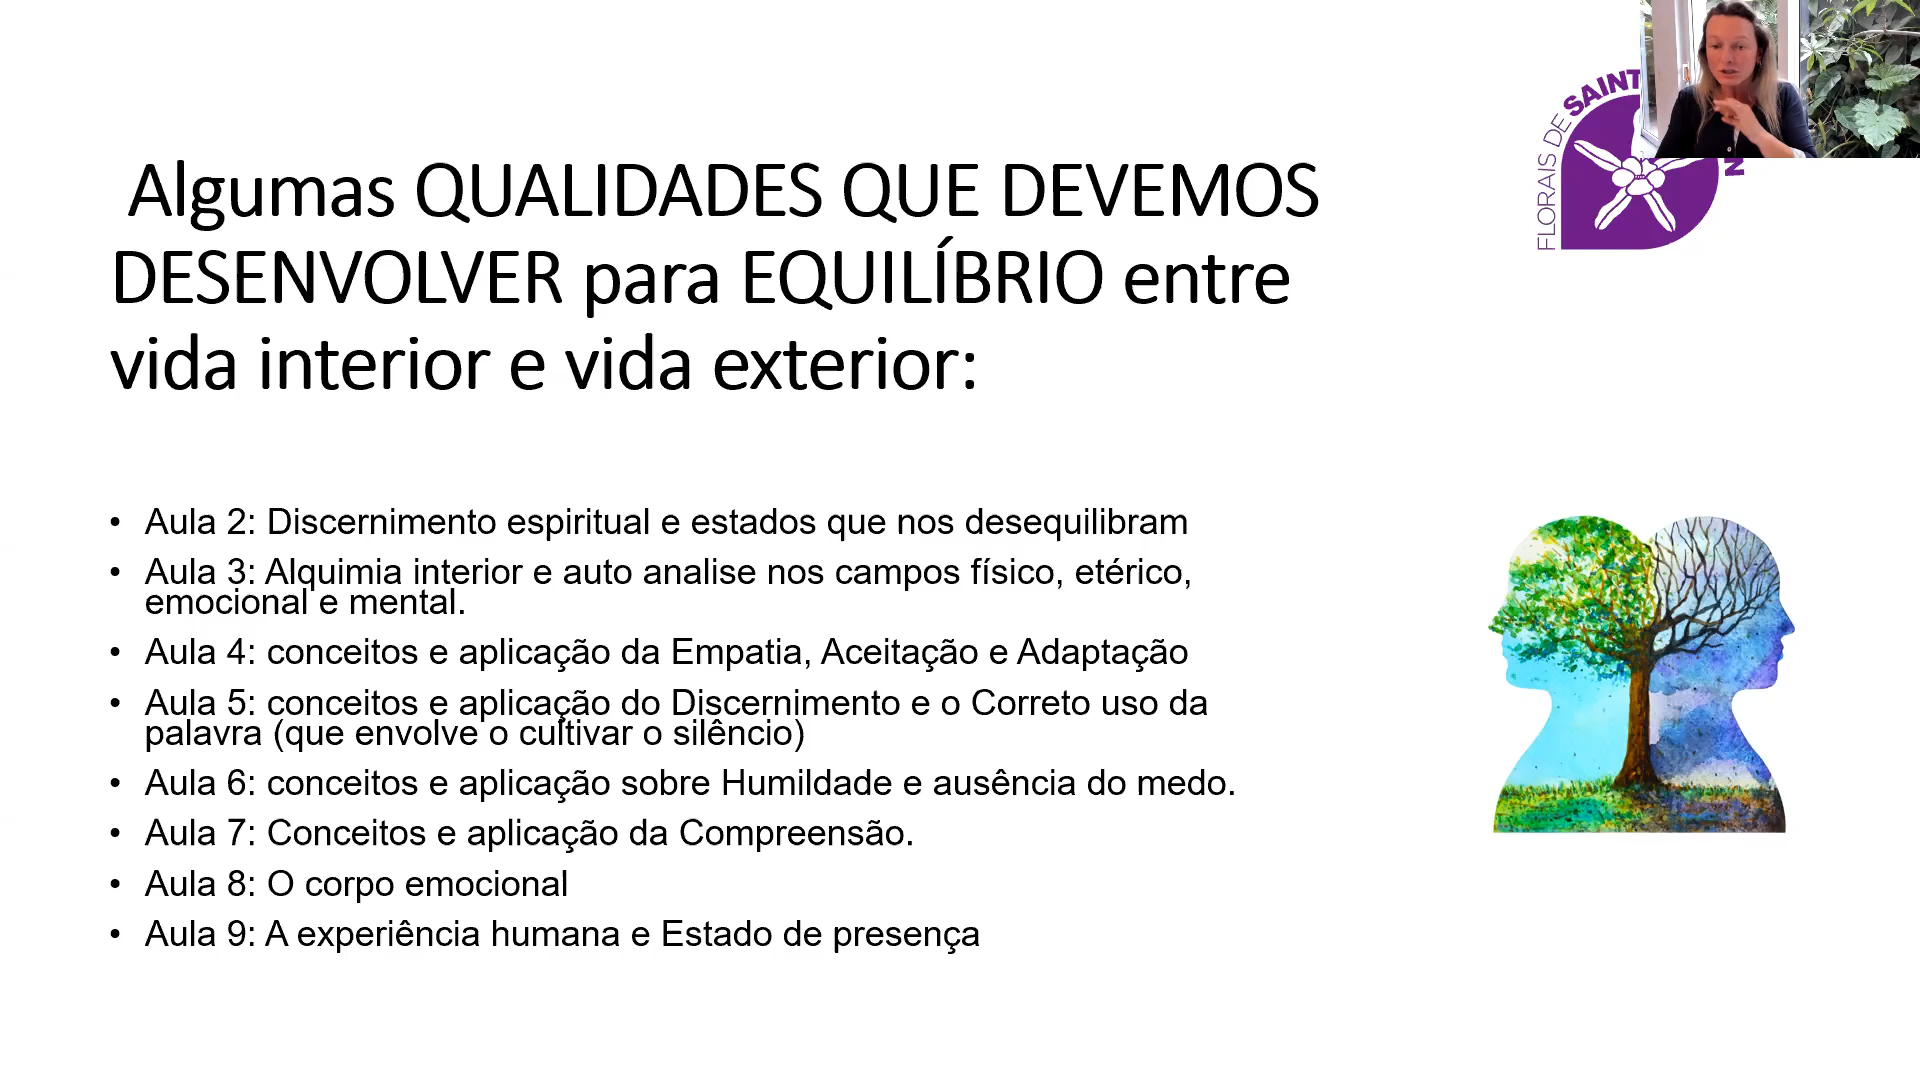 Algumas QUALIDADES QUE DEVEMOS
DESENVOLVER para EQUILÍBRIO entre
vida interior e vida exterior:
FLORAIS DE SAINT
• Aula 2: Discernimento espiritual e estados que nos desequilibram
• Aula 3: Alquimia interior e auto analise nos campos físico, etérico,
emocional e mental.
• Aula 4: conceitos e aplicação da Empatia, Aceitação e Adaptação
• Aula 5: conceitos e aplicação do Discernimento e o Correto uso da
palavra (que envolve o cultivar o silêncio)
• Aula 6: conceitos e aplicação sobre Humildade e ausência do medo.
• Aula 7: Conceitos e aplicação da Compreensão.
• Aula 8: O corpo emocional
• Aula 9: A experiência humana e Estado de presença